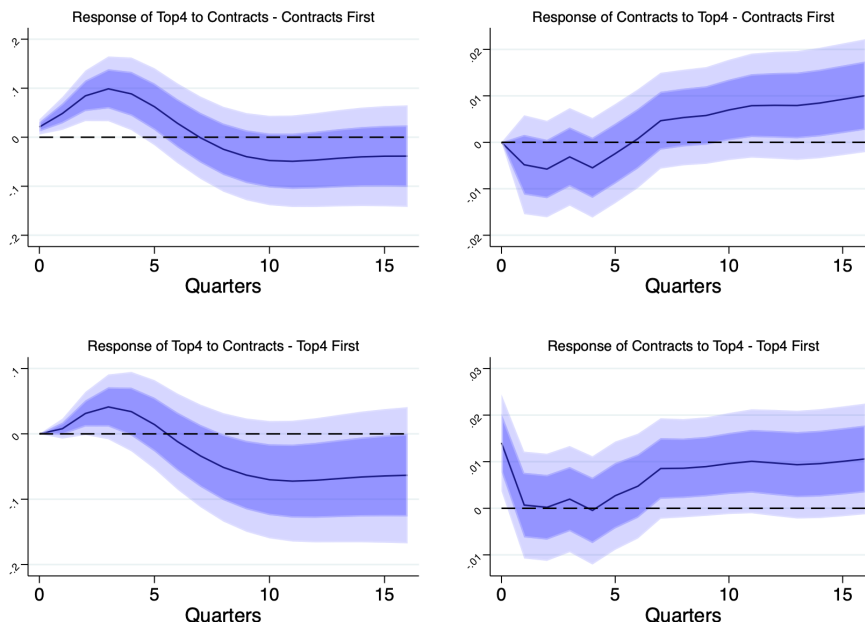 Response of Top4 to Contracts - Contracts First
.2
.1
0
-.1
-.2
0 5 10 15
Quarters
Response of Contracts to Top4 - Contracts First
.02
.01
0
-.01
-.02
0 5 10 15
Quarters
Response of Top4 to Contracts - Top4 First
.1
0
-.1
-.2
0 5 10 15
Quarters
Response of Contracts to Top4 - Top4 First
.03
.02
.01
0
-.01
0 5 10 15
Quarters